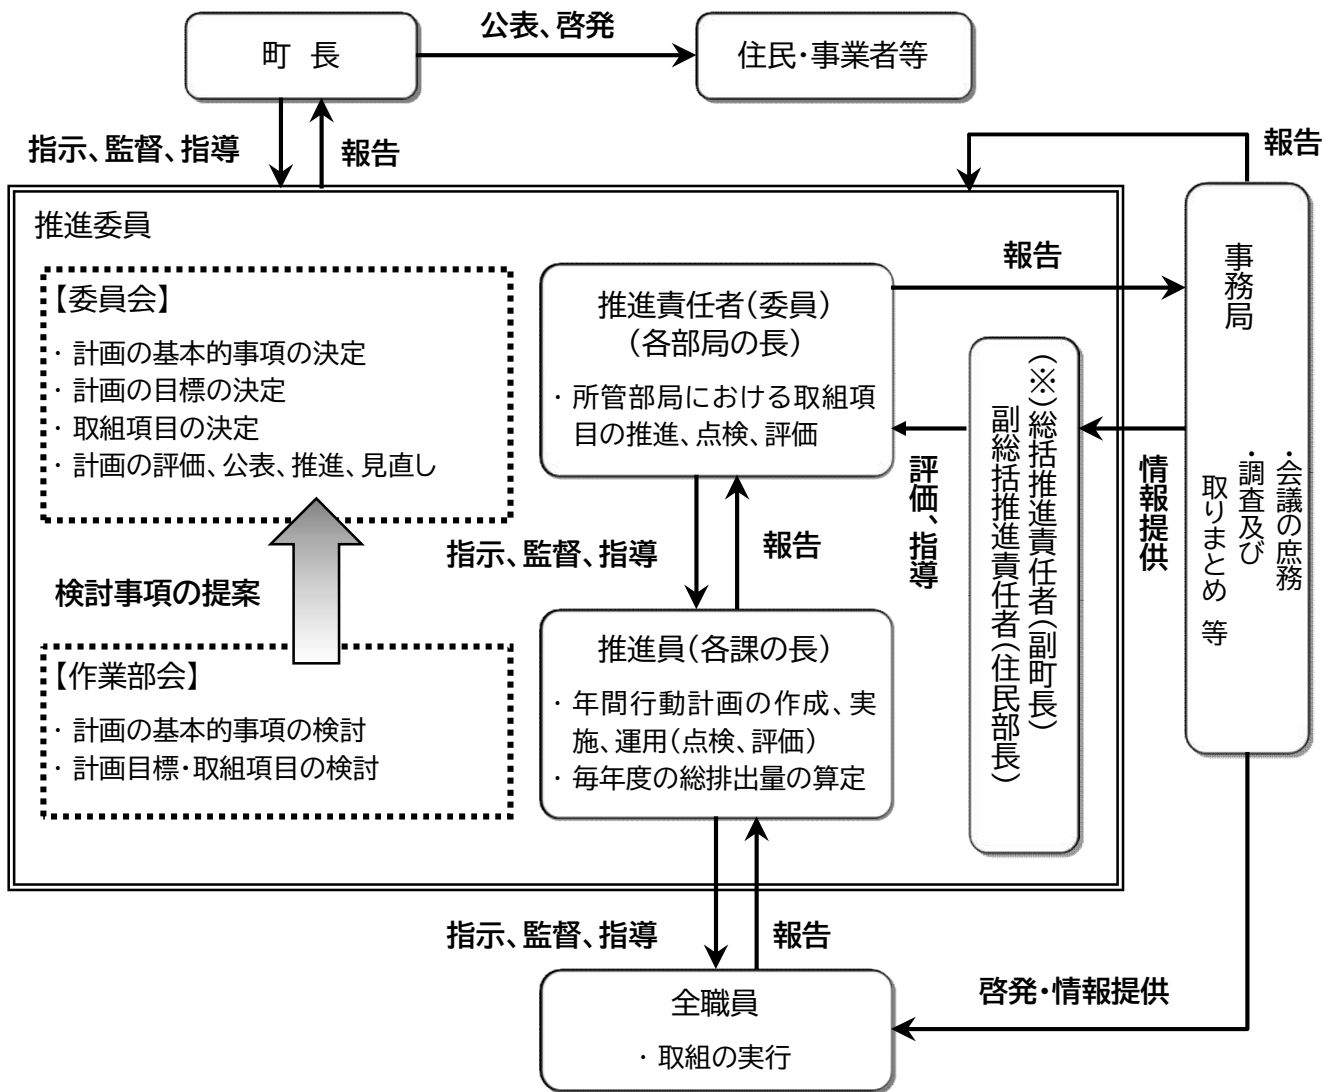 町 長
公表、啓発
住民・事業者等
指示、監督、指導
報告
報告
推進委員
【委員会】
・計画の基本的事項の決定
・計画の目標の決定
・取組項目の決定
・計画の評価、公表、推進、見直し
検討事項の提案
【作業部会】
・計画の基本的事項の検討
・計画目標・取組項目の検討
推進責任者(委員)
(各部局の長)
・所管部局における取組項
目の推進、点検、評価
指示、監督、指導
報告
推進員(各課の長)
・年間行動計画の作成、実
施、運用(点検、評価)
・毎年度の総排出量の算定
報告
評価、指導
(※)総括推進責任者(副町長)
副総括推進責任者(住民部長)
情報提供
事務局
・会議の庶務
・調査及び
取りまとめ 等
指示、監督、指導
報告
全職員
・取組の実行
啓発・情報提供